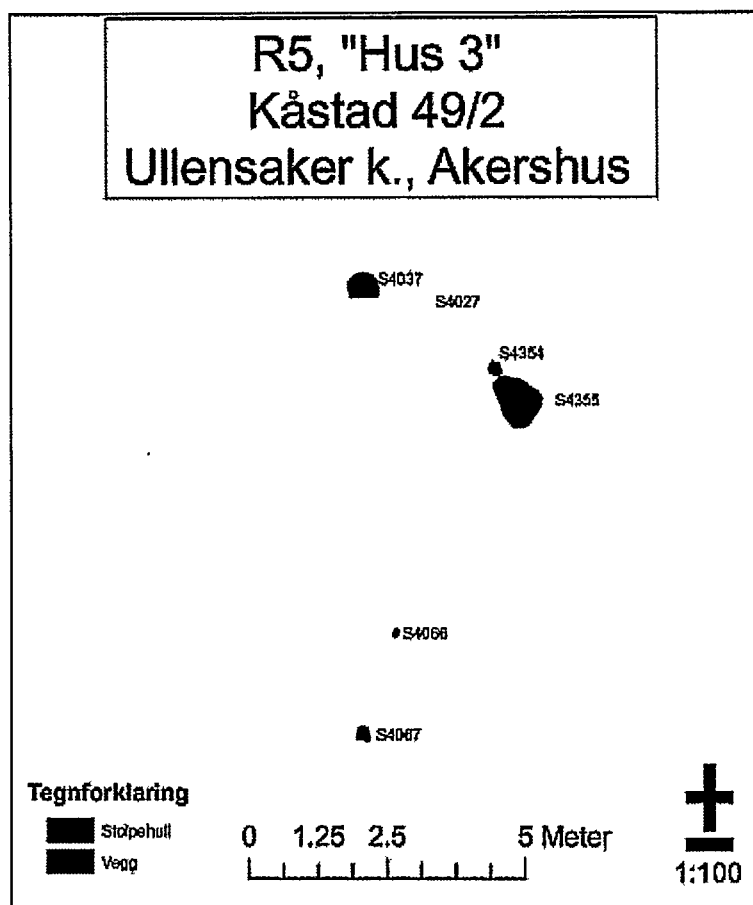 R5, "Hus 3"
Kåstad 49/2
Ullensaker k., Akershus
S4037
S4027
S4354
S4355
S4066
S4067
Tegnforklaring
Stolpehull
Vegg
0 1.25 2.5 5 Meter
1:100